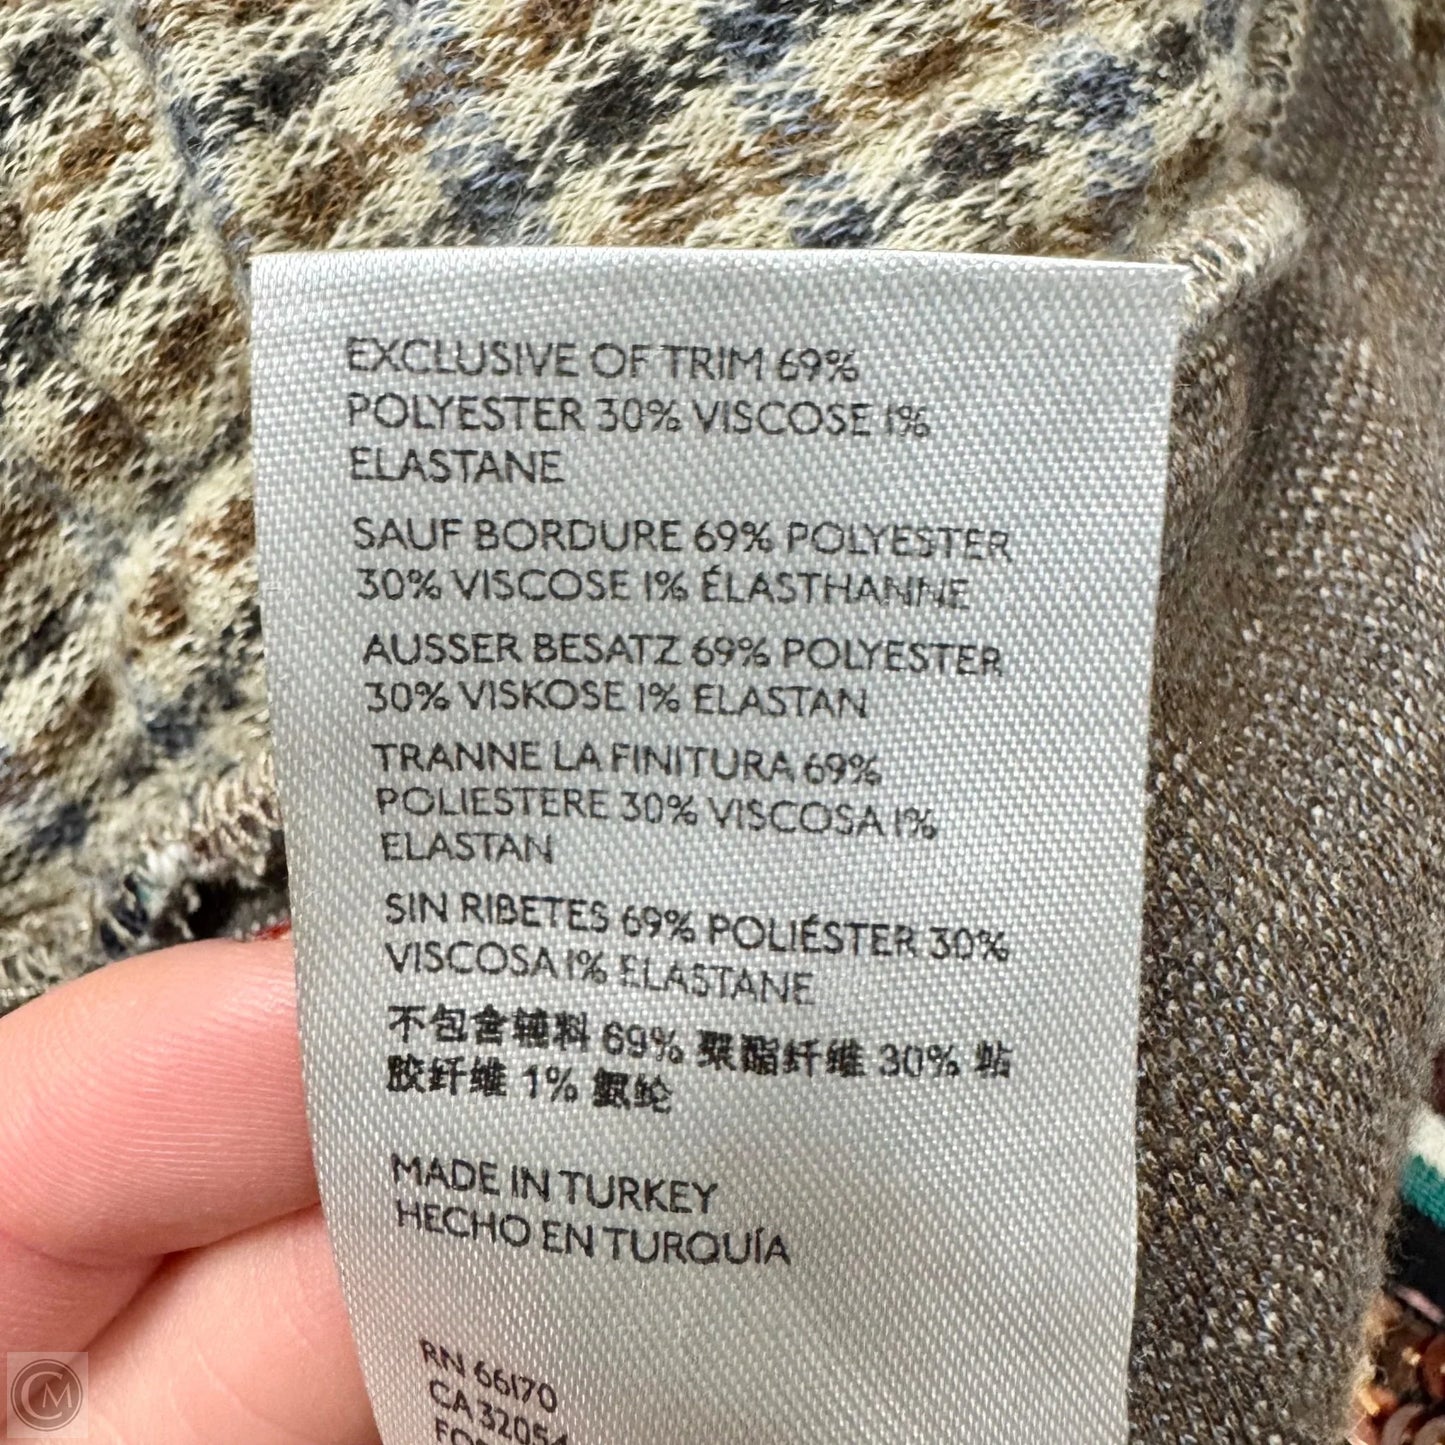 EXCLUSIVE OF TRIM 69%
POLYESTER 30% VISCOSE 1%
ELASTANE
SAUF BORDURE 69% POLYESTER
30% VISCOSE 1% ÉLASTHANNE
AUSSER BESATZ 69% POLYESTER
30% VISKOSE 1% ELASTAN
TRANNE LA FINITURA 69%
POLIESTERE 30% VISCOSA 1%
ELASTAN
SIN RIBETES 69% POLIÉSTER 30%
VISCOSA 1% ELASTANE
不包含辅料 69% 聚酯纤维 30% 粘
胶纤维 1% 氨纶
MADE IN TURKEY
HECHO EN TURQUÍA
RN 66170
CA 32054